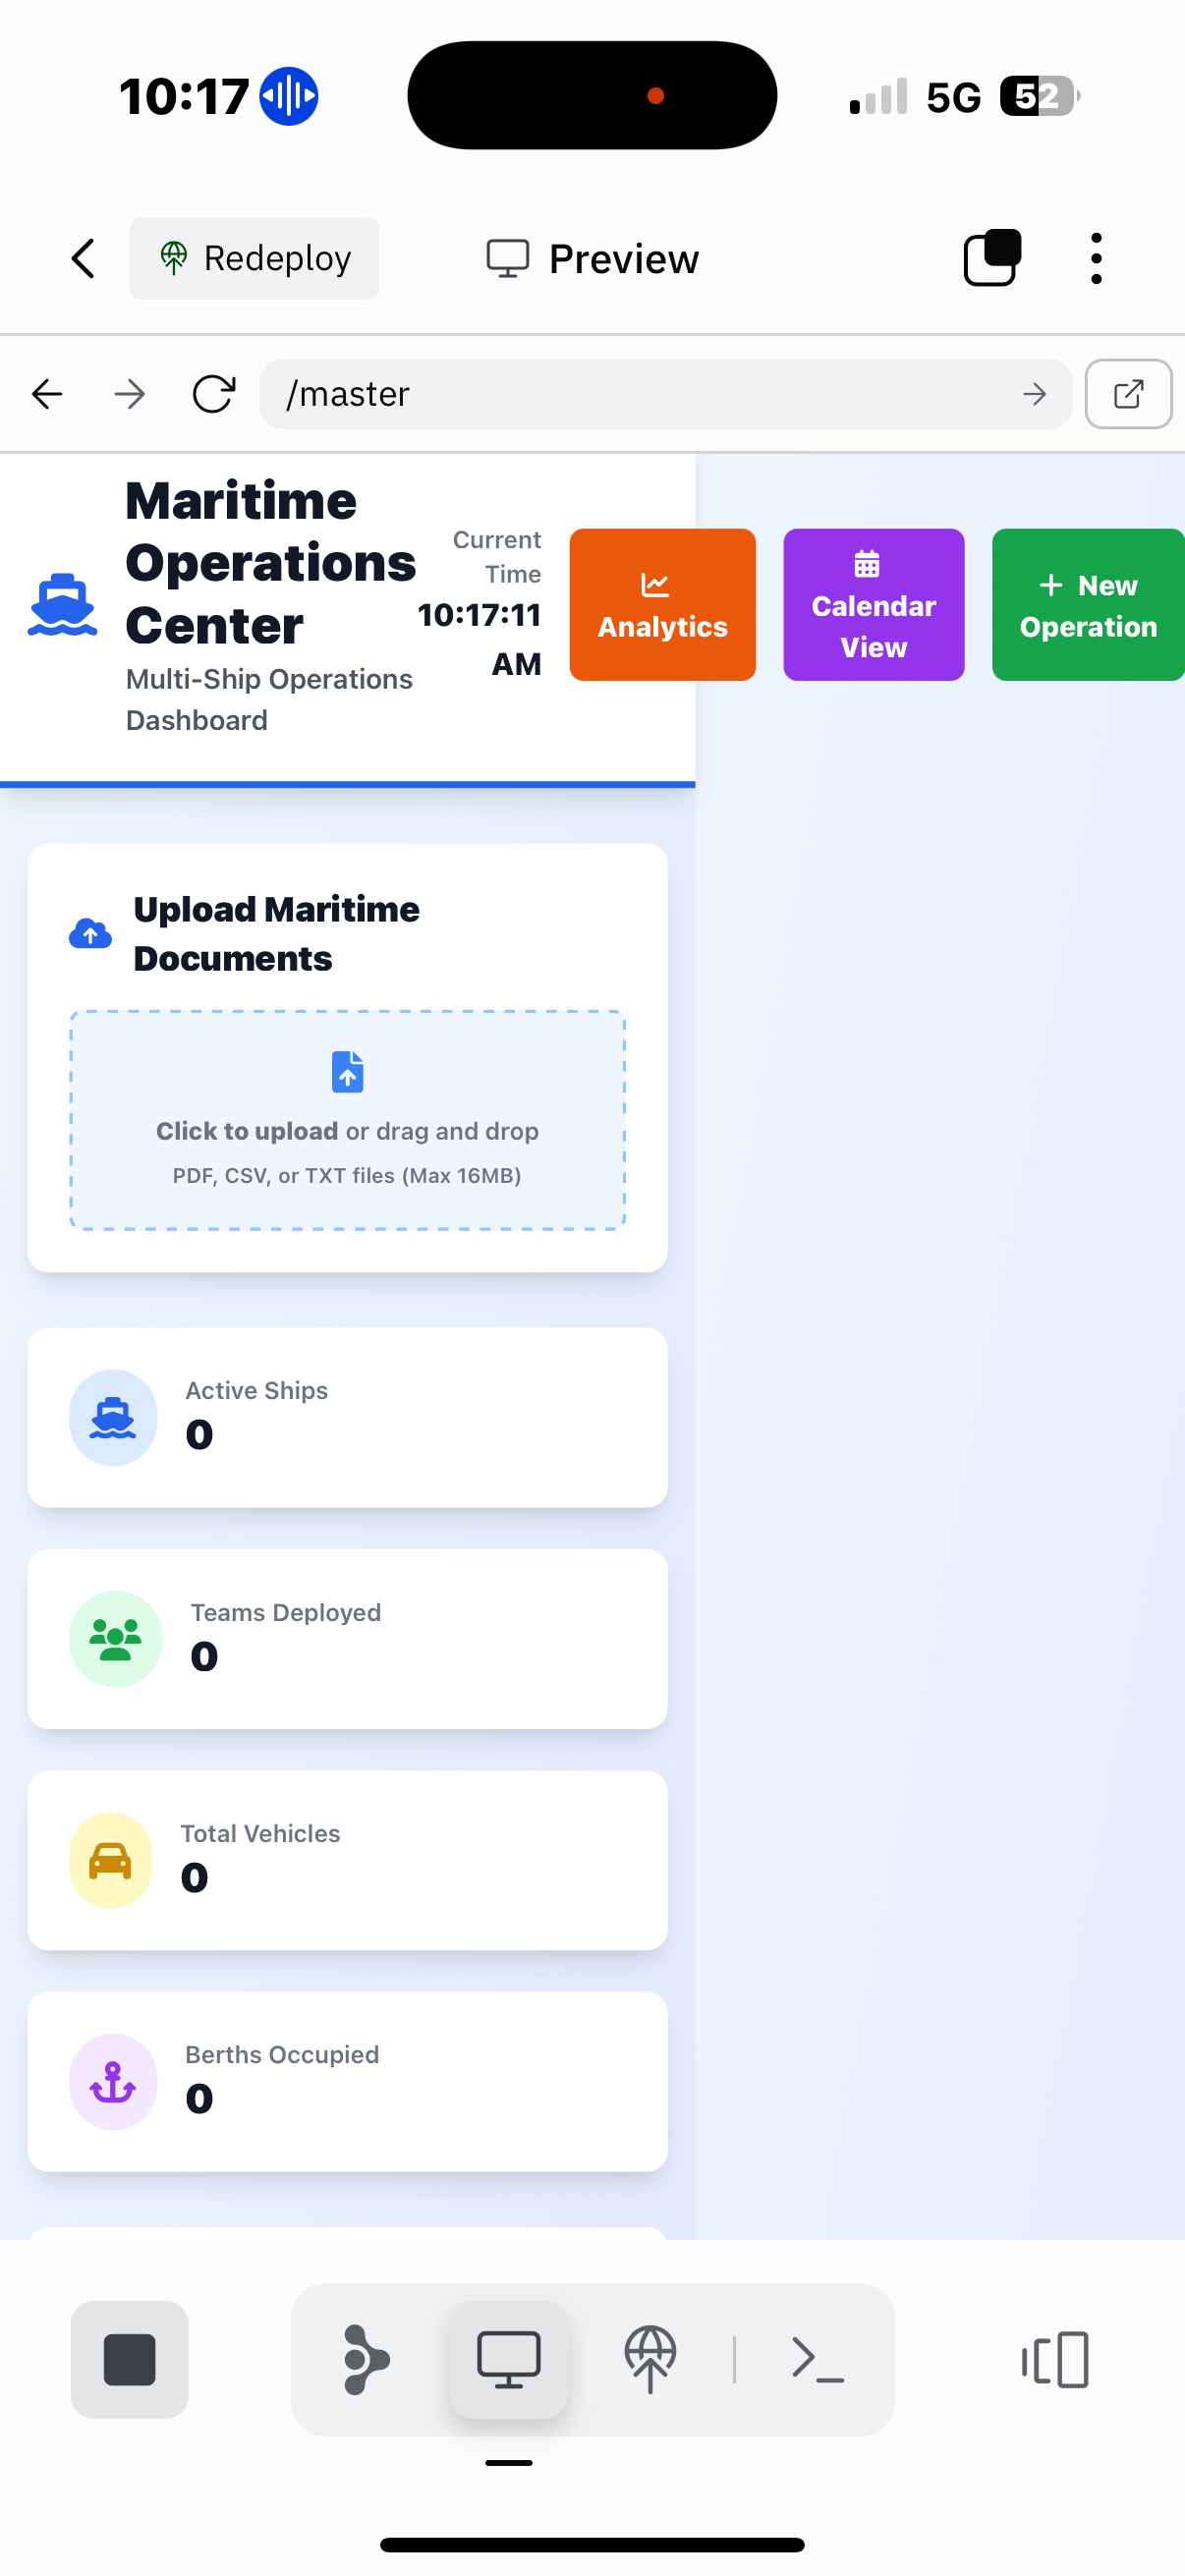 10:17
5G 52
Redeploy
Preview
/master
Maritime
Operations
Center
Multi-Ship Operations
Dashboard
Current
Time
10:17:11
AM
Analytics
Calendar
View
New
Operation
Upload Maritime
Documents
Click to upload or drag and drop
PDF, CSV, or TXT files (Max 16MB)
Active Ships
0
Teams Deployed
0
Total Vehicles
0
Berths Occupied
0